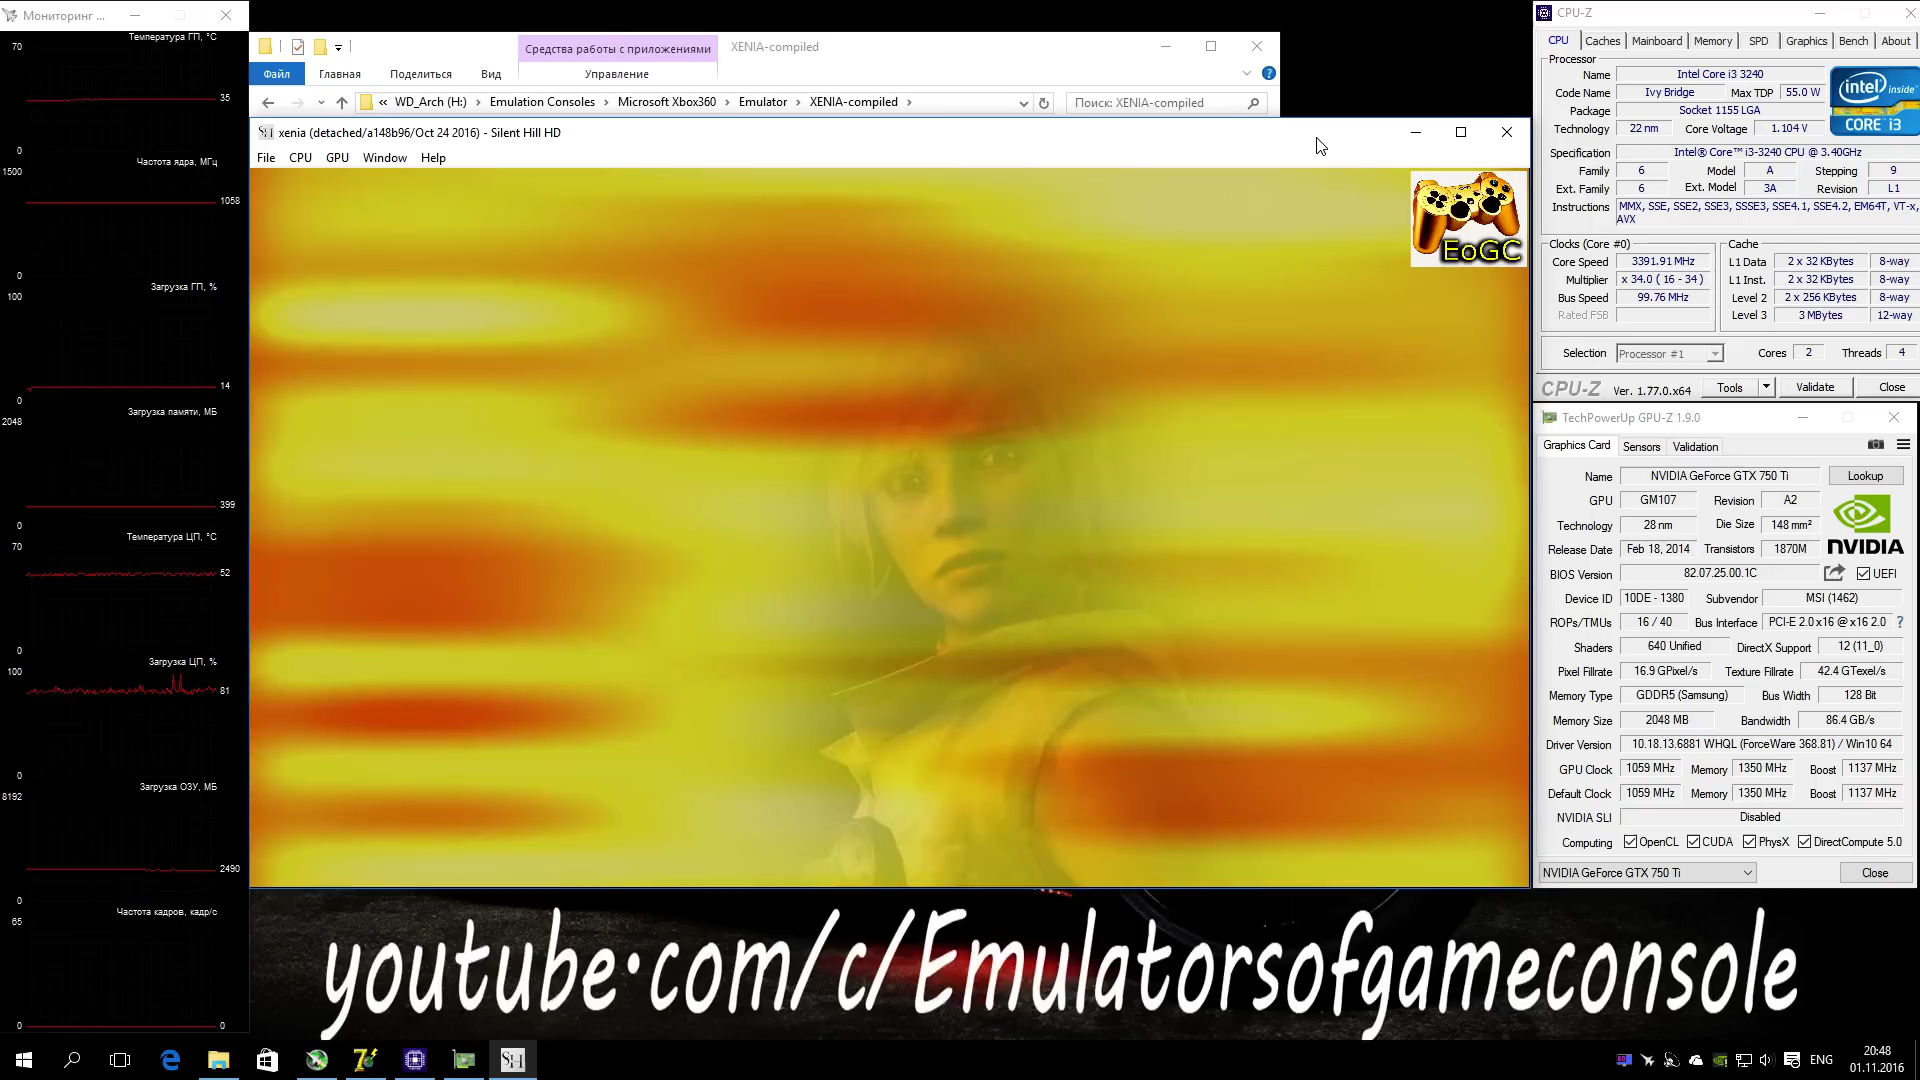 Мониторинг ...
Температура ГП, °C
70
35
0
Частота ядра, МГц
1500
1058
0
Загрузка ГП, %
100
14
0
Загрузка памяти, МБ
2048
399
0
Температура ЦП, °C
70
52
0
Загрузка ЦП, %
100
81
0
Загрузка ОЗУ, МБ
8192
2490
0
Частота кадров, кадр/с
65
0
0
Средства работы с приложениями
XENIA-compiled
Файл Главная Поделиться Вид Управление
« WD_Arch (H:) Emulation Consoles Microsoft Xbox360 Emulator XENIA-compiled
Поиск: XENIA-compiled
SH xenia (detached/a148b96/Oct 24 2016) - Silent Hill HD
File CPU GPU Window Help
EoGC
youtube.com/c/Emulatorsofgameconsole
CPU-Z
CPU Caches Mainboard Memory SPD Graphics Bench About
Processor
Name Intel Core i3 3240
Code Name Ivy Bridge Max TDP 55.0 W
Package Socket 1155 LGA
Technology 22 nm Core Voltage 1.104 V
intel inside™
CORE i3
Specification Intel® Core™ i3-3240 CPU @ 3.40GHz
Family 6 Model A Stepping 9
Ext. Family 6 Ext. Model 3A Revision L1
Instructions MMX, SSE, SSE2, SSE3, SSSE3, SSE4.1, SSE4.2, EM64T, VT-x,
AVX
Clocks (Core #0)
Core Speed 3391.91 MHz
Multiplier x 34.0 ( 16 - 34 )
Bus Speed 99.76 MHz
Rated FSB
Cache
L1 Data 2 x 32 KBytes 8-way
L1 Inst. 2 x 32 KBytes 8-way
Level 2 2 x 256 KBytes 8-way
Level 3 3 MBytes 12-way
Selection Processor #1 Cores 2 Threads 4
CPU-Z Ver. 1.77.0.x64 Tools Validate Close
TechPowerUp GPU-Z 1.9.0
Graphics Card Sensors Validation
Name NVIDIA GeForce GTX 750 Ti Lookup
GPU GM107 Revision A2
Technology 28 nm Die Size 148 mm²
Release Date Feb 18, 2014 Transistors 1870M
NVIDIA
BIOS Version 82.07.25.00.1C UEFI
Device ID 10DE - 1380 Subvendor MSI (1462)
ROPs/TMUs 16 / 40 Bus Interface PCI-E 2.0 x16 @ x16 2.0 ?
Shaders 640 Unified DirectX Support 12 (11_0)
Pixel Fillrate 16.9 GPixel/s Texture Fillrate 42.4 GTexel/s
Memory Type GDDR5 (Samsung) Bus Width 128 Bit
Memory Size 2048 MB Bandwidth 86.4 GB/s
Driver Version 10.18.13.6881 WHQL (ForceWare 368.81) / Win10 64
GPU Clock 1059 MHz Memory 1350 MHz Boost 1137 MHz
Default Clock 1059 MHz Memory 1350 MHz Boost 1137 MHz
NVIDIA SLI Disabled
Computing OpenCL CUDA PhysX DirectCompute 5.0
NVIDIA GeForce GTX 750 Ti Close
SH
ENG
20:48
01.11.2016